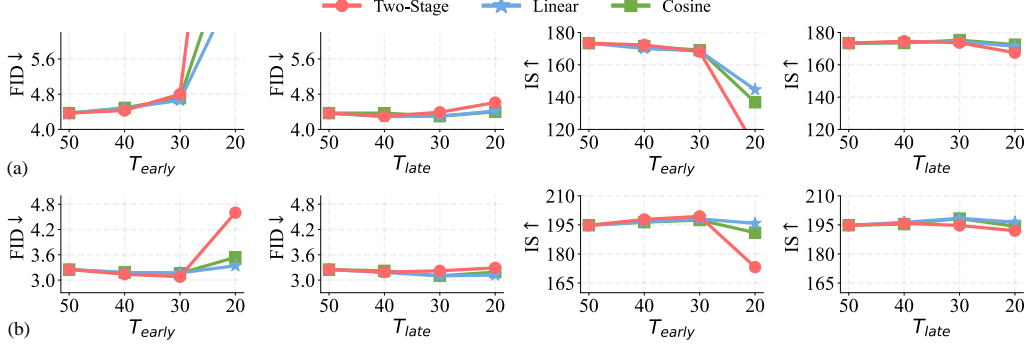 Two-Stage Linear Cosine
FID↓ 5.6 4.8 4.0
50 40 30 20
T_early
FID↓ 5.6 4.8 4.0
50 40 30 20
T_late
IS↑ 180 160 140 120
50 40 30 20
T_early
IS↑ 180 160 140 120
50 40 30 20
T_late
(a)
FID↓ 4.8 4.2 3.6 3.0
50 40 30 20
T_early
FID↓ 4.8 4.2 3.6 3.0
50 40 30 20
T_late
IS↑ 210 195 180 165
50 40 30 20
T_early
IS↑ 210 195 180 165
50 40 30 20
T_late
(b)